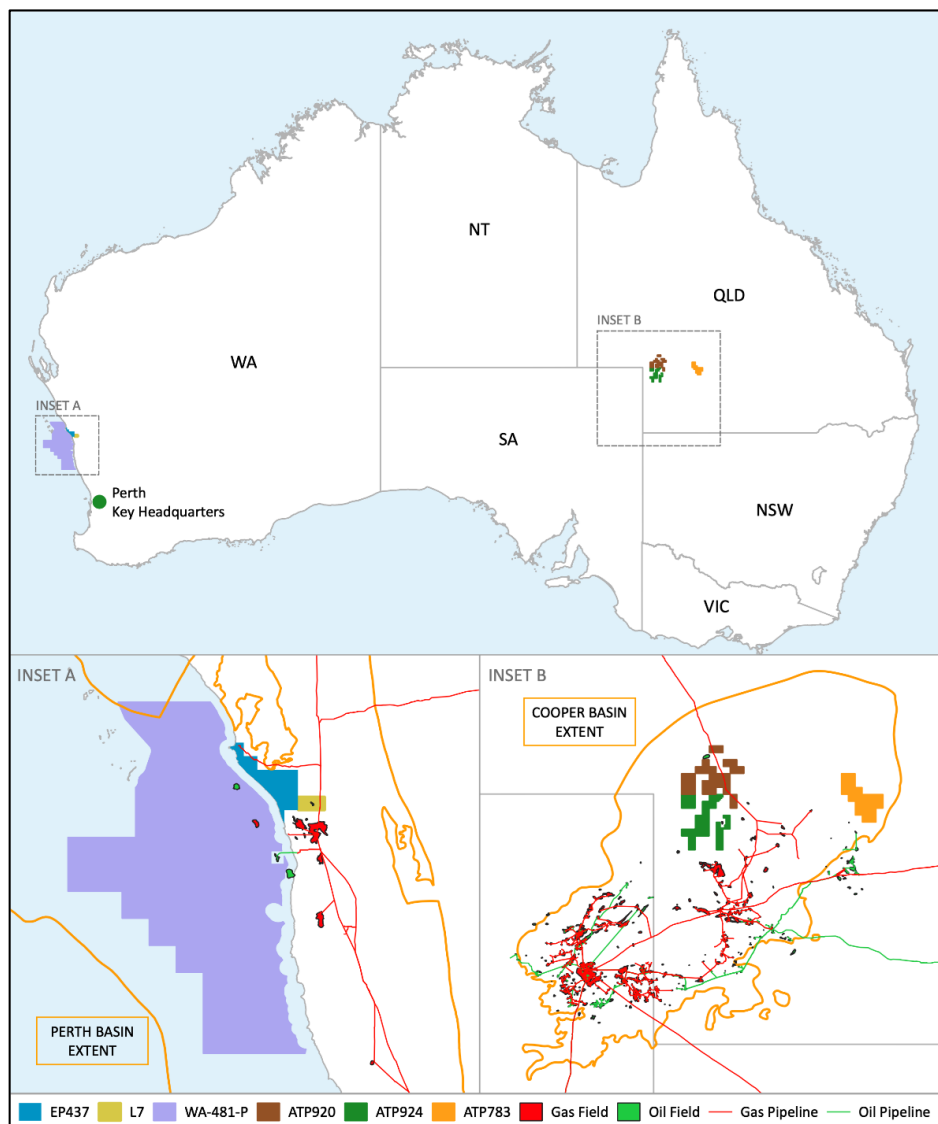 NT
QLD
INSET B
WA
INSET A
SA
Perth
Key Headquarters
NSW
VIC
INSET A
INSET B
COOPER BASIN
EXTENT
PERTH BASIN
EXTENT
EP437 L7 WA-481-P ATP920 ATP924 ATP783 Gas Field Oil Field Gas Pipeline Oil Pipeline